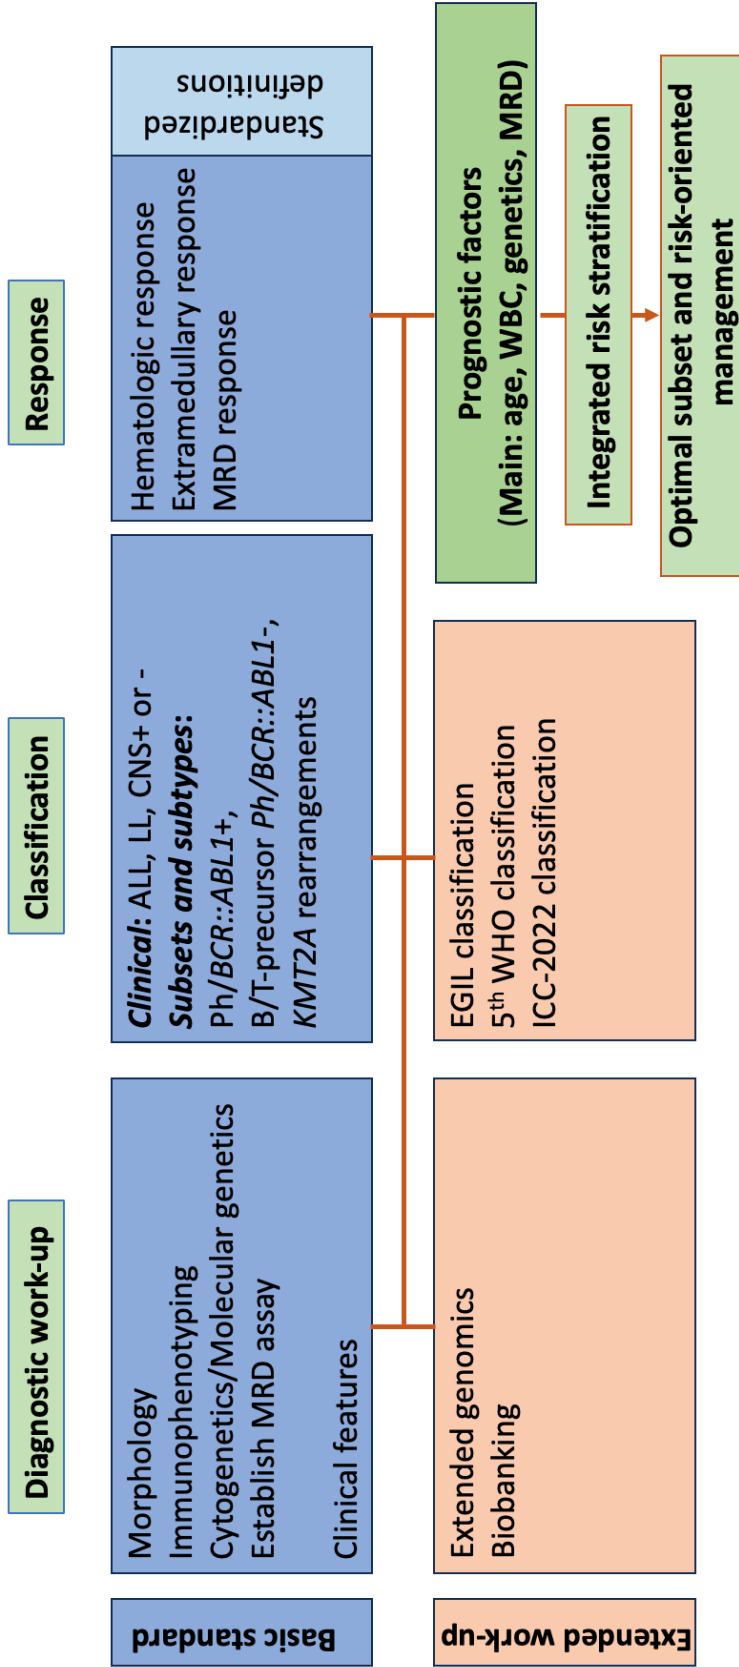 Diagnostic work-up
Classification
Response
Basic standard
Morphology
Immunophenotyping
Cytogenetics/Molecular genetics
Establish MRD assay
Clinical features
Clinical: ALL, LL, CNS+ or -
Subsets and subtypes:
Ph/BCR::ABL1+,
B/T-precursor Ph/BCR::ABL1-,
KMT2A rearrangements
Hematologic response
Extramedullary response
MRD response
Standardized
definitions
Extended work-up
Extended genomics
Biobanking
EGIL classification
5th WHO classification
ICC-2022 classification
Prognostic factors
(Main: age, WBC, genetics, MRD)
Integrated risk stratification
Optimal subset and risk-oriented
management